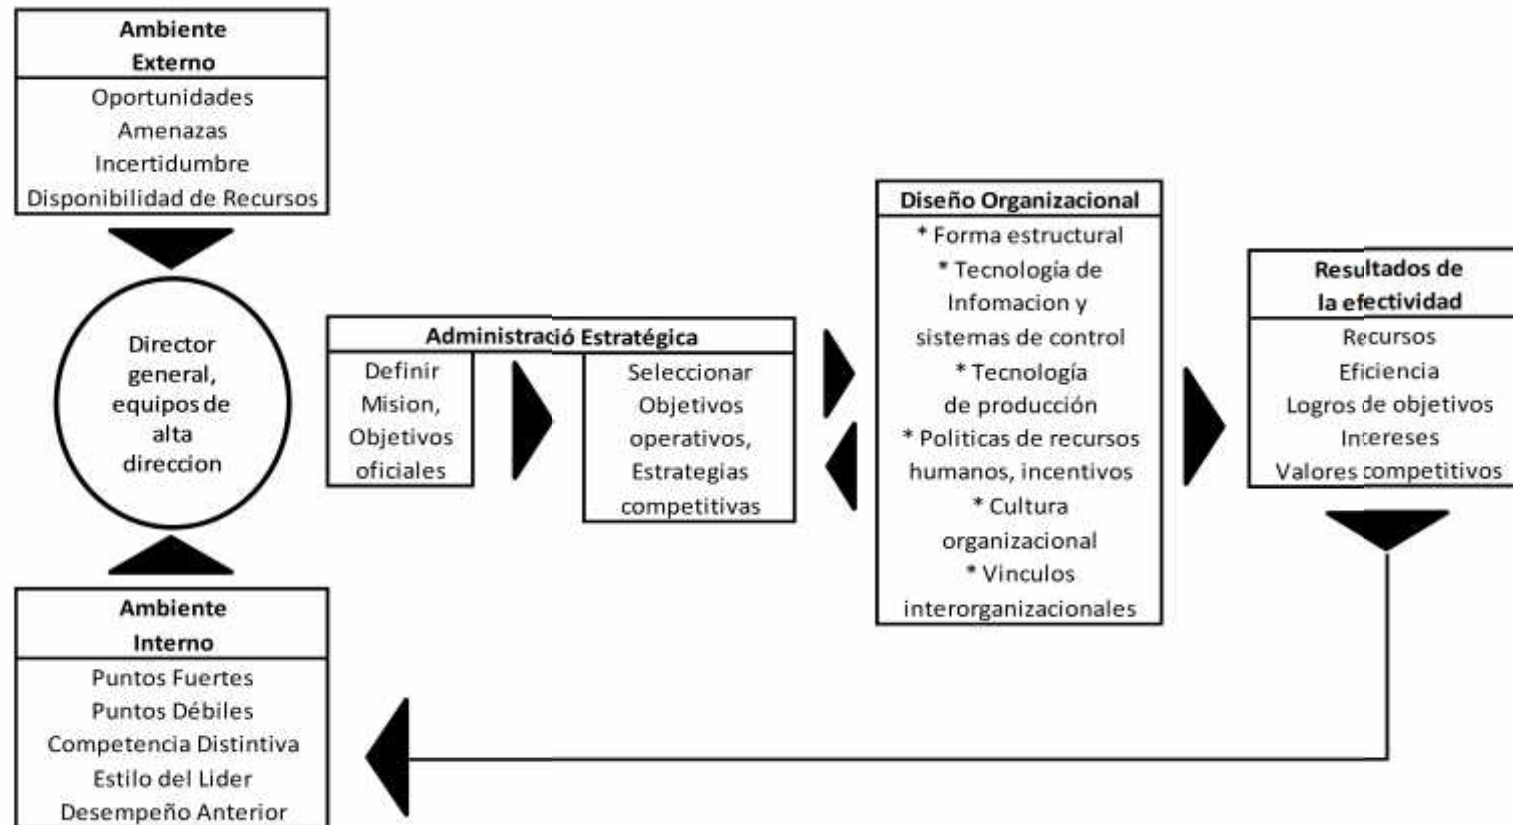 Ambiente
Externo
Oportunidades
Amenazas
Incertidumbre
Disponibilidad de Recursos
Director
general,
equipos de
alta
direccion
Ambiente
Interno
Puntos Fuertes
Puntos Débiles
Competencia Distintiva
Estilo del Lider
Desempeño Anterior
Administració Estratégica
Definir
Mision,
Objetivos
oficiales
Seleccionar
Objetivos
operativos,
Estrategias
competitivas
Diseño Organizacional
* Forma estructural
* Tecnología de
Infomacion y
sistemas de control
* Tecnología
de producción
* Politicas de recursos
humanos, incentivos
* Cultura
organizacional
* Vinculos
interorganizacionales
Resultados de
la efectividad
Recursos
Eficiencia
Logros de objetivos
Intereses
Valores competitivos